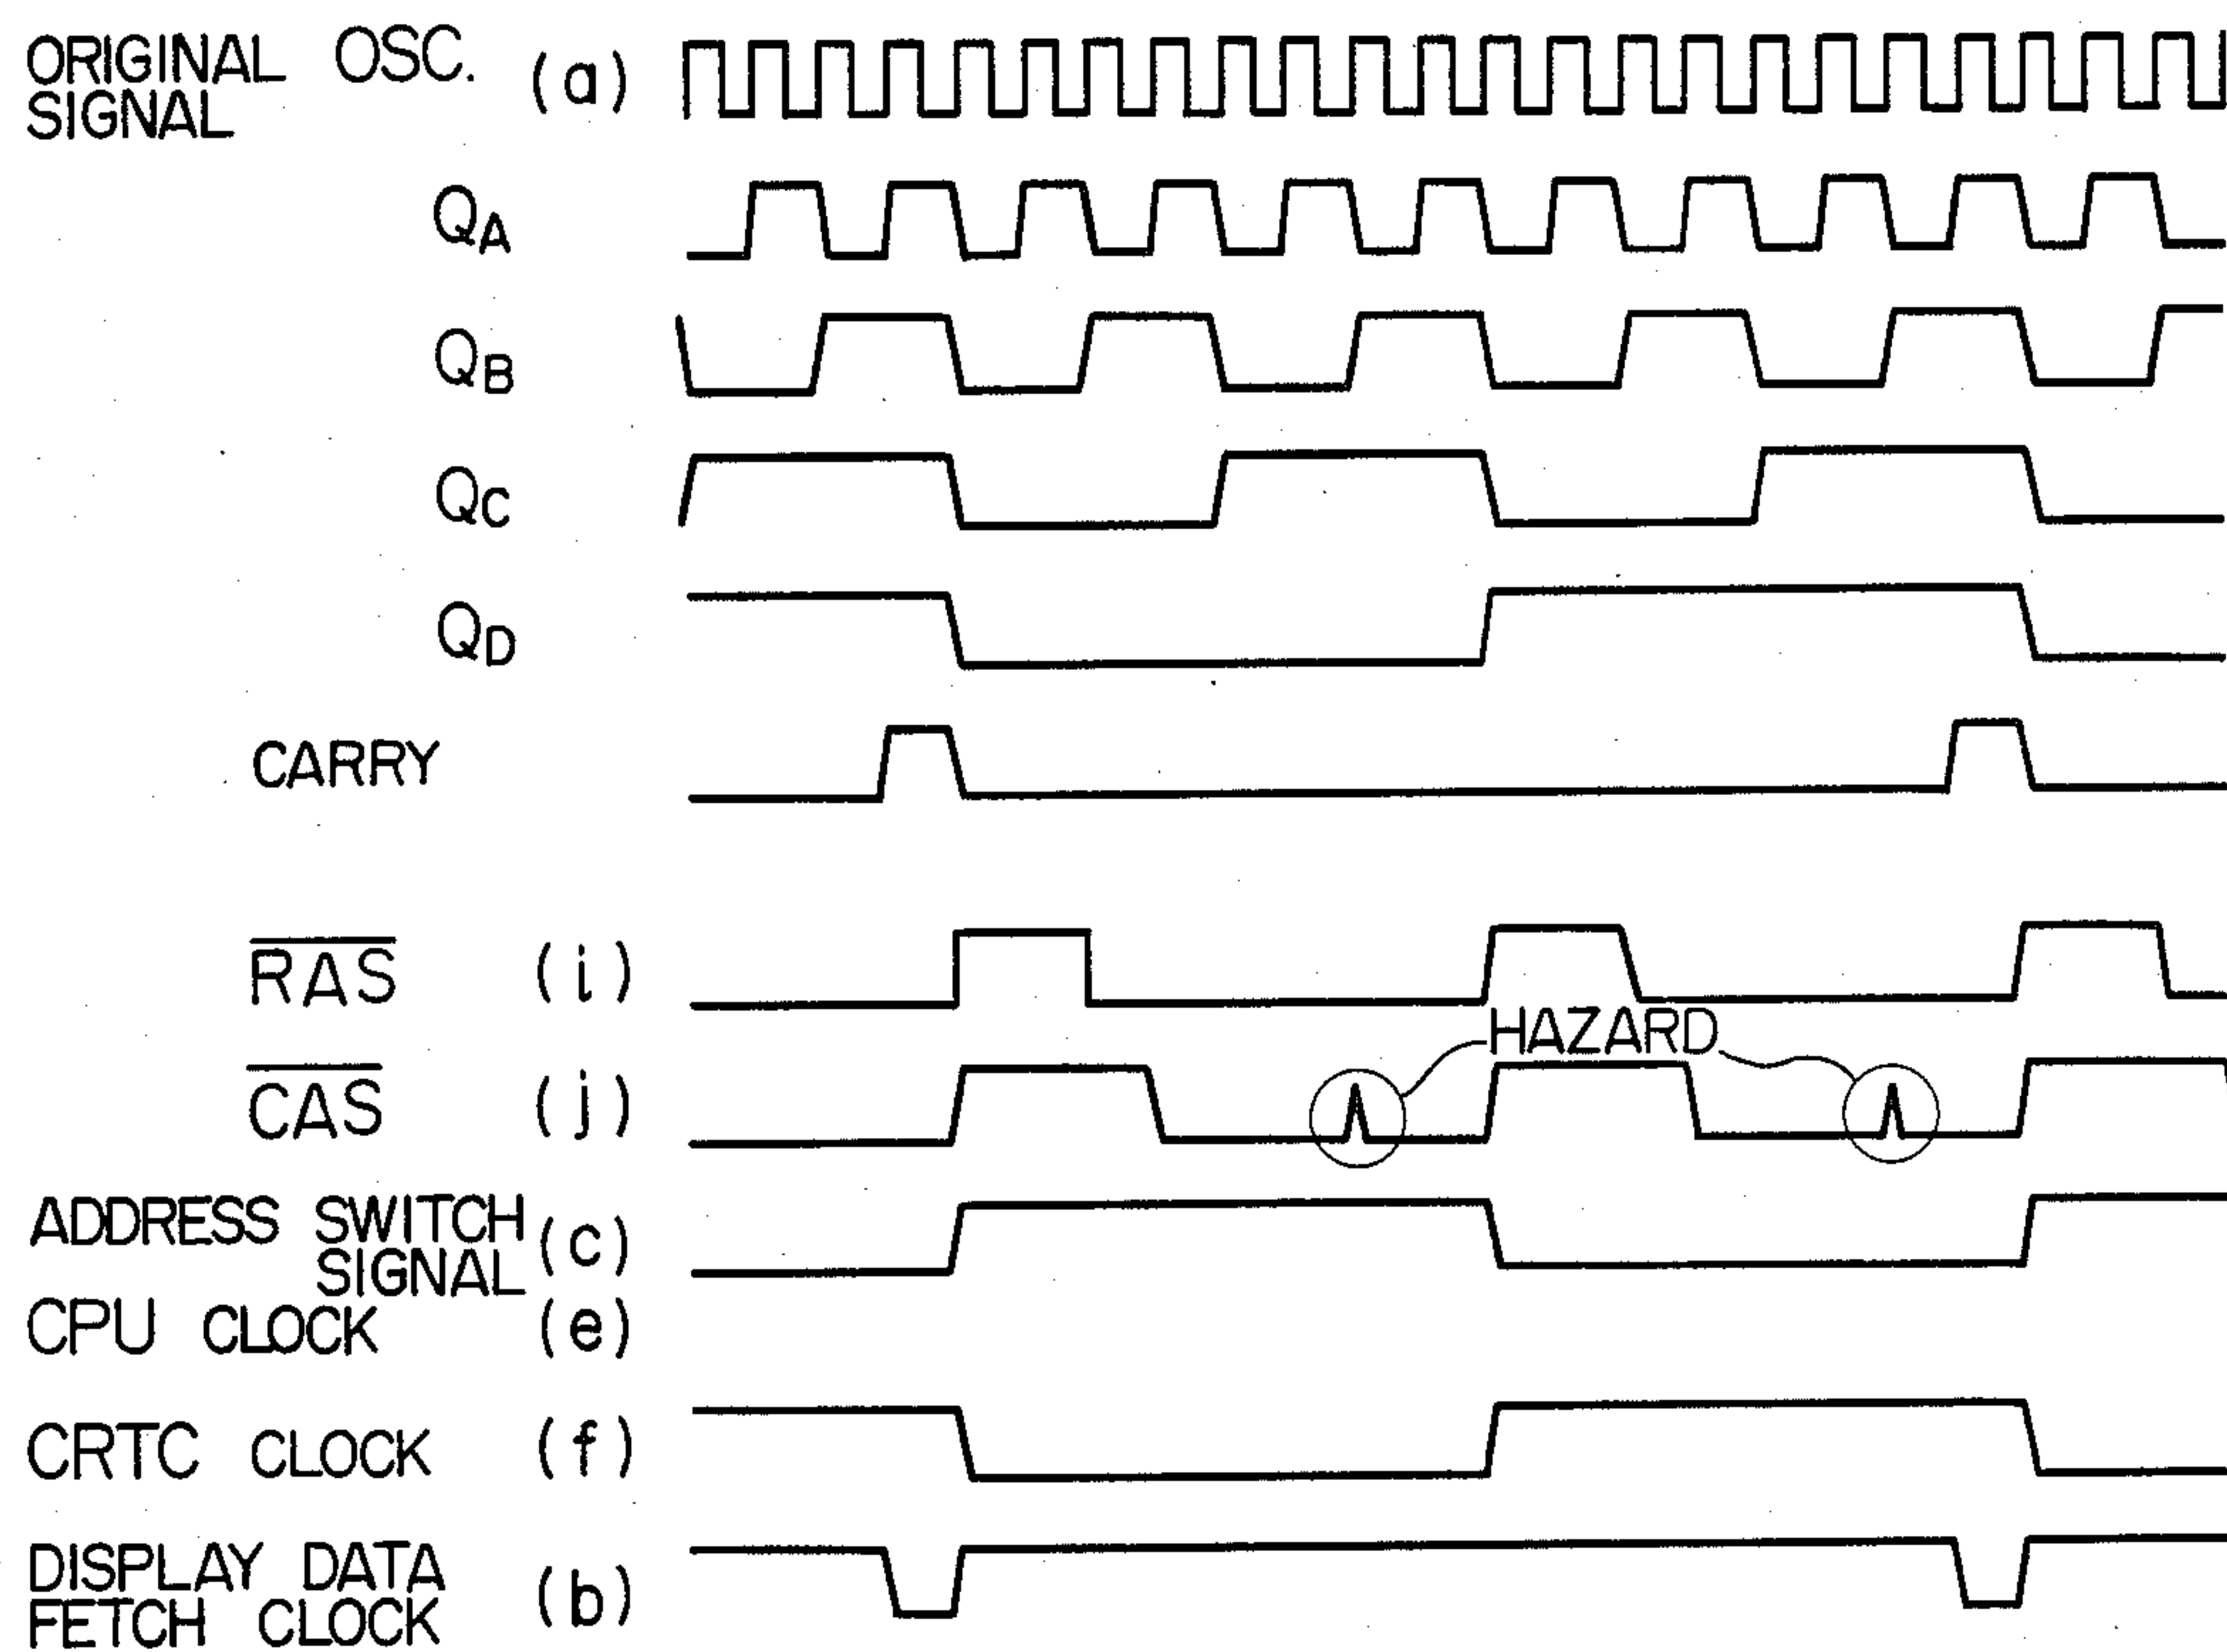 ORIGINAL OSC. (a)
SIGNAL
QA
QB
QC
QD
CARRY
RAS (i)
HAZARD
CAS (j)
ADDRESS SWITCH (c)
SIGNAL
CPU CLOCK (e)
CRTC CLOCK (f)
DISPLAY DATA (b)
FETCH CLOCK